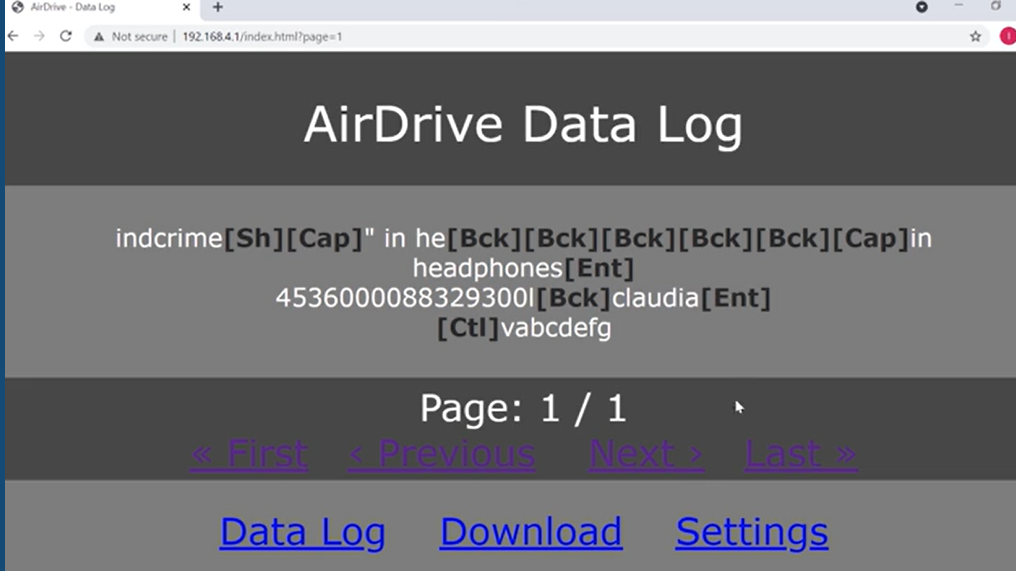 AirDrive - Data Log
Not secure | 192.168.4.1/index.html?page=1
AirDrive Data Log
indcrime[Sh][Cap]" in he[Bck][Bck][Bck][Bck][Bck][Cap]in
headphones[Ent]
4536000088329300l[Bck]claudia[Ent]
[Ctl]vabcdefg
Page: 1 / 1
« First ‹ Previous Next › Last »
Data Log Download Settings